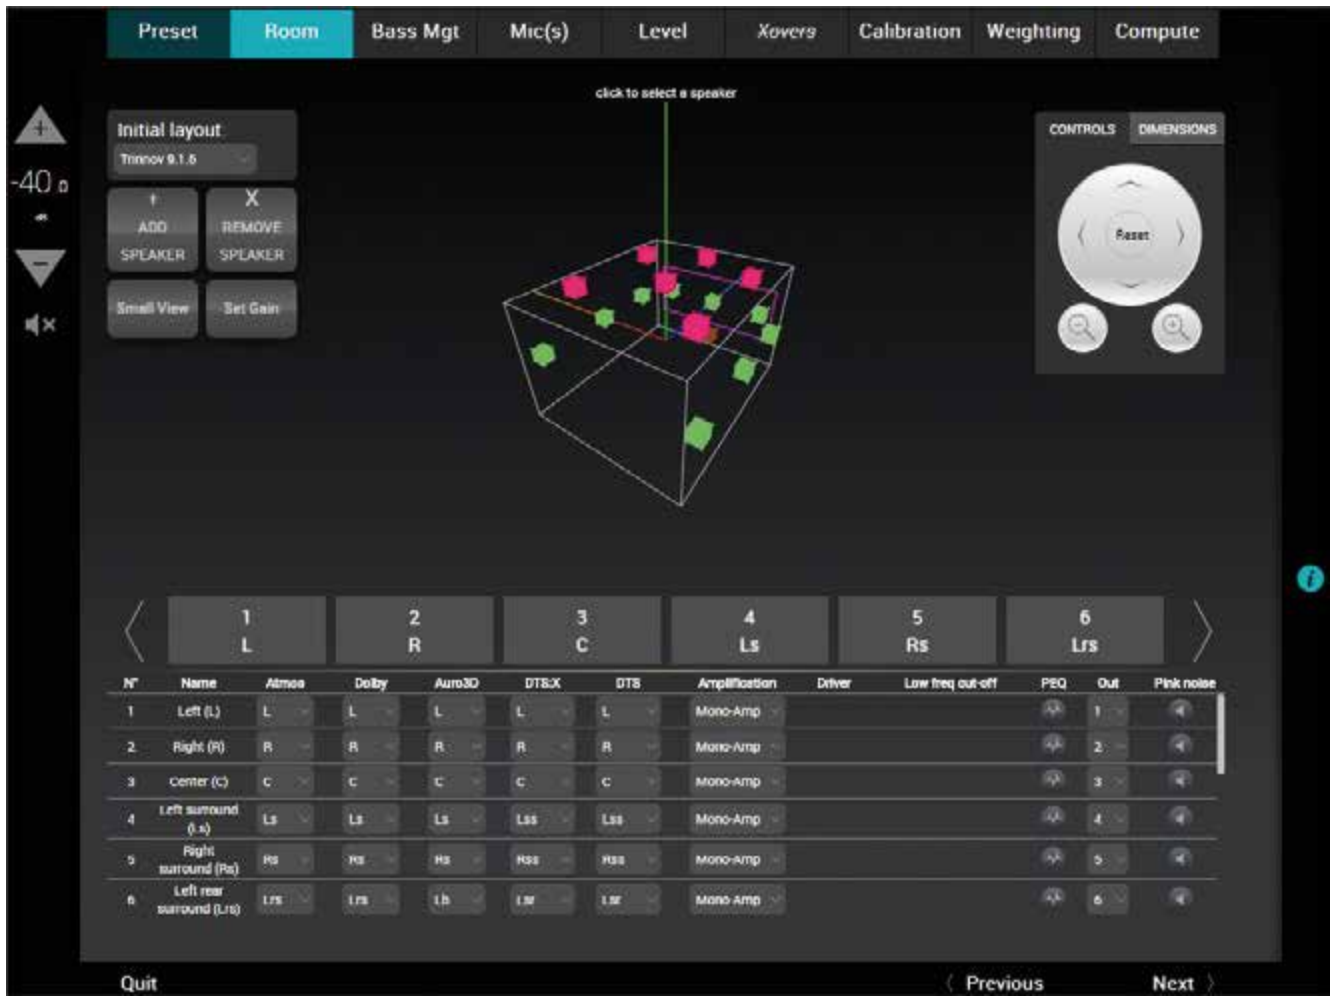 Preset Room Bass Mgt Mic(s) Level Xovers Calibration Weighting Compute
click to select a speaker
Initial layout:
Trinnov 9.1.6
+ X
ADD SPEAKER
REMOVE SPEAKER
Small View Set Gain
-40.0
dB
CONTROLS DIMENSIONS
Reset
1 2 3 4 5 6
L R C Ls Rs Lrs
N° Name Atmos Dolby Auro3D DTS:X DTS Amplification Driver Low freq cut-off PEQ Out Pink noise
1 Left (L) L L L L L Mono-Amp 1
2 Right (R) R R R R R Mono-Amp 2
3 Center (C) C C C C C Mono-Amp 3
4 Left surround (Ls) Ls Ls Ls Lss Lss Mono-Amp 4
5 Right surround (Rs) Rs Rs Rs Rss Rss Mono-Amp 5
6 Left rear surround (Lrs) Lrs Lrs Lb Lsr Lsr Mono-Amp 6
i
Quit Previous Next